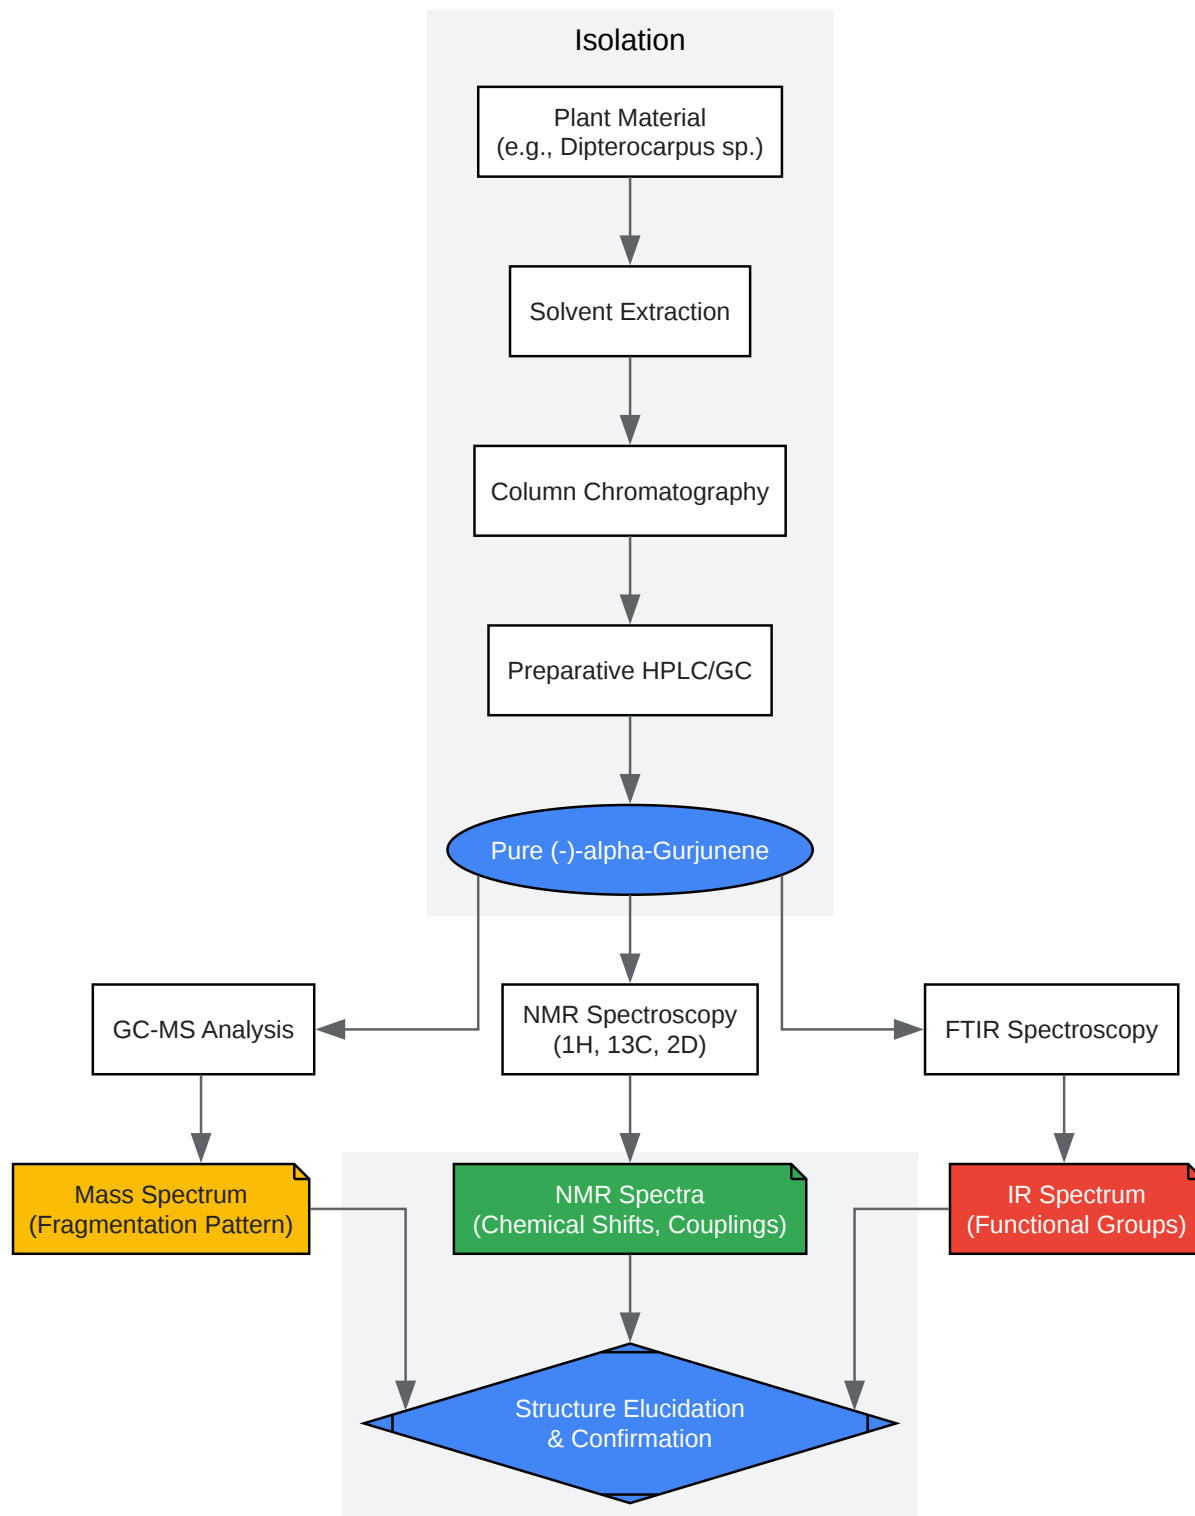 Isolation
Plant Material
(e.g., Dipterocarpus sp.)
Solvent Extraction
Column Chromatography
Preparative HPLC/GC
Pure (-)-alpha-Gurjunene
GC-MS Analysis
NMR Spectroscopy
(1H, 13C, 2D)
FTIR Spectroscopy
Mass Spectrum
(Fragmentation Pattern)
NMR Spectra
(Chemical Shifts, Couplings)
IR Spectrum
(Functional Groups)
Structure Elucidation
& Confirmation